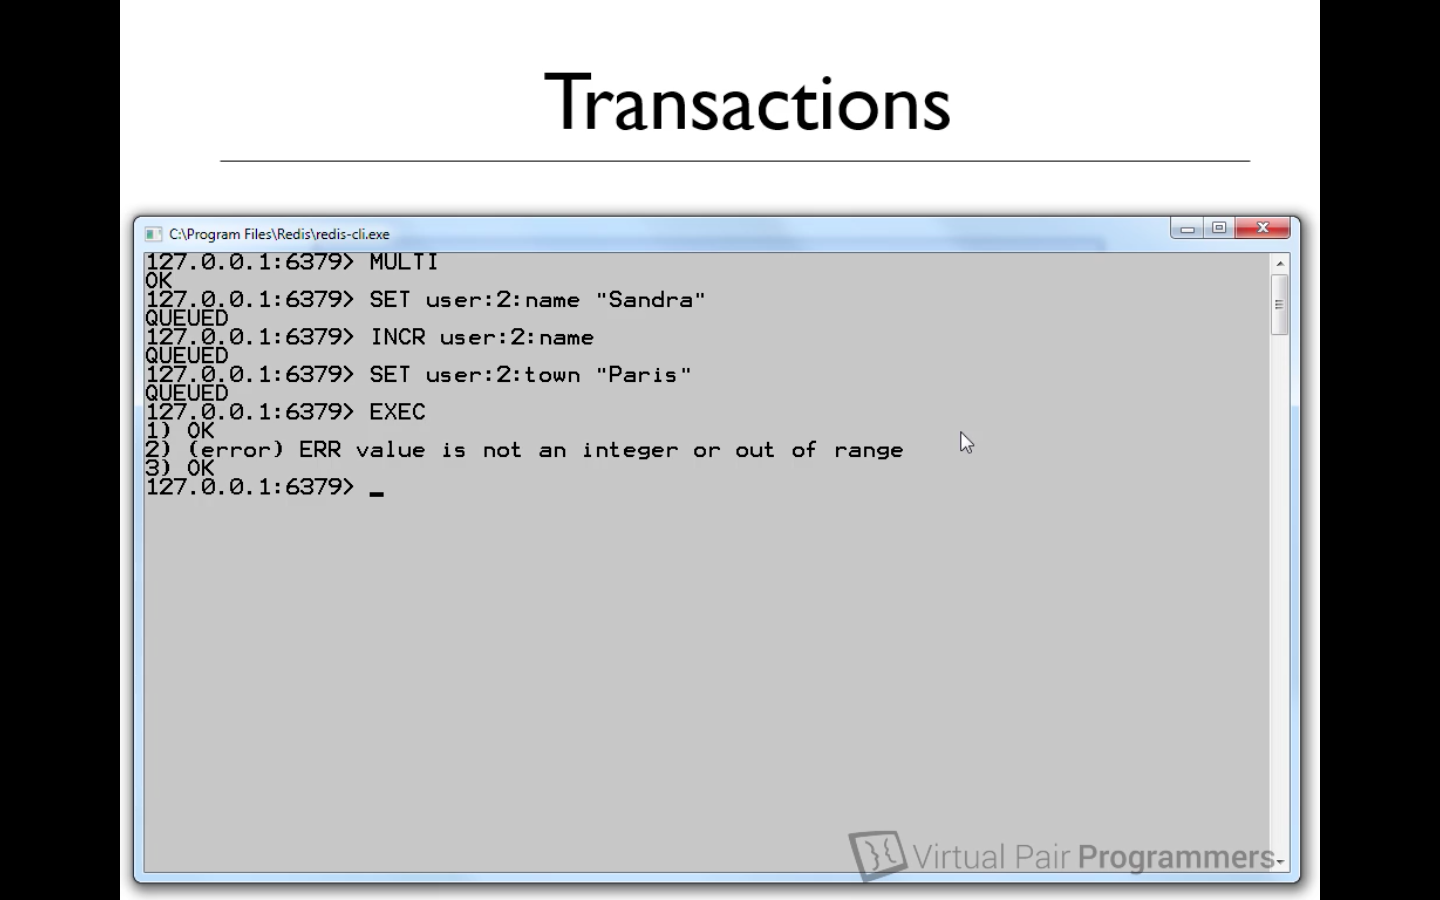 Transactions
C:\Program Files\Redis\redis-cli.exe
127.0.0.1:6379> MULTI
OK
127.0.0.1:6379> SET user:2:name "Sandra"
QUEUED
127.0.0.1:6379> INCR user:2:name
QUEUED
127.0.0.1:6379> SET user:2:town "Paris"
QUEUED
127.0.0.1:6379> EXEC
1) OK
2) (error) ERR value is not an integer or out of range
3) OK
127.0.0.1:6379> _
Virtual Pair Programmers